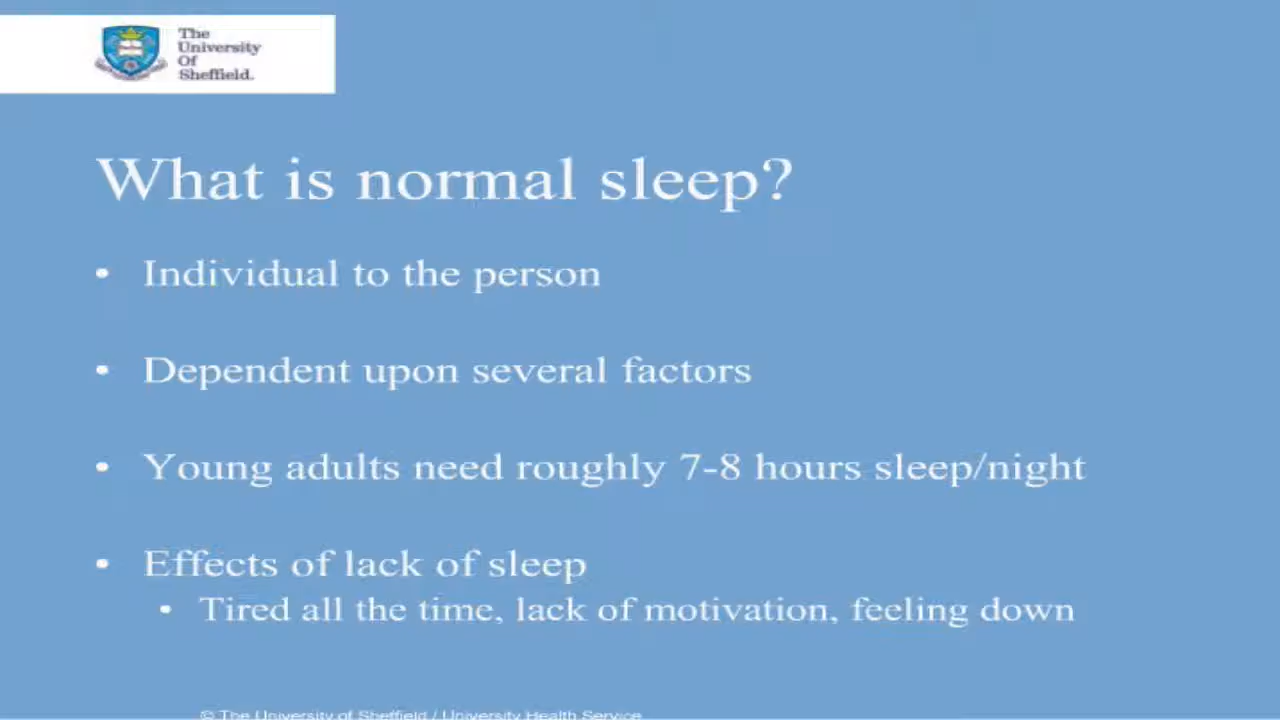 The
University
Of
Sheffield.
What is normal sleep?
• Individual to the person
• Dependent upon several factors
• Young adults need roughly 7-8 hours sleep/night
• Effects of lack of sleep
• Tired all the time, lack of motivation, feeling down
© The University of Sheffield / University Health Service